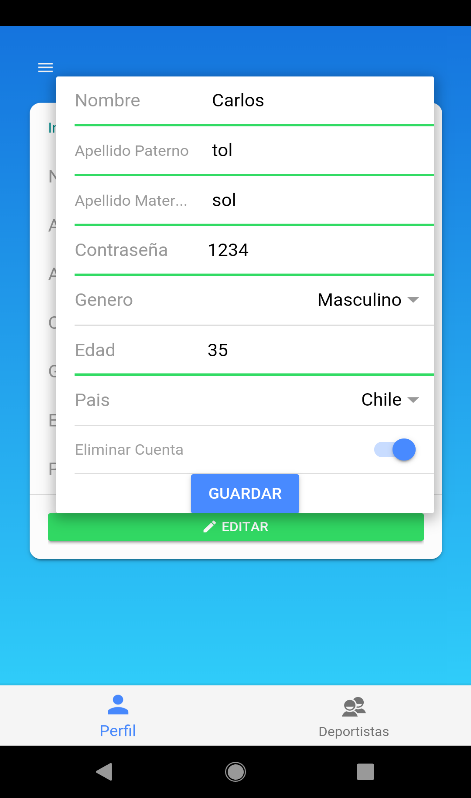 Nombre Carlos
Apellido Paterno tol
Apellido Mater... sol
Contraseña 1234
Genero Masculino
Edad 35
Pais Chile
Eliminar Cuenta
GUARDAR
EDITAR
Perfil Deportistas